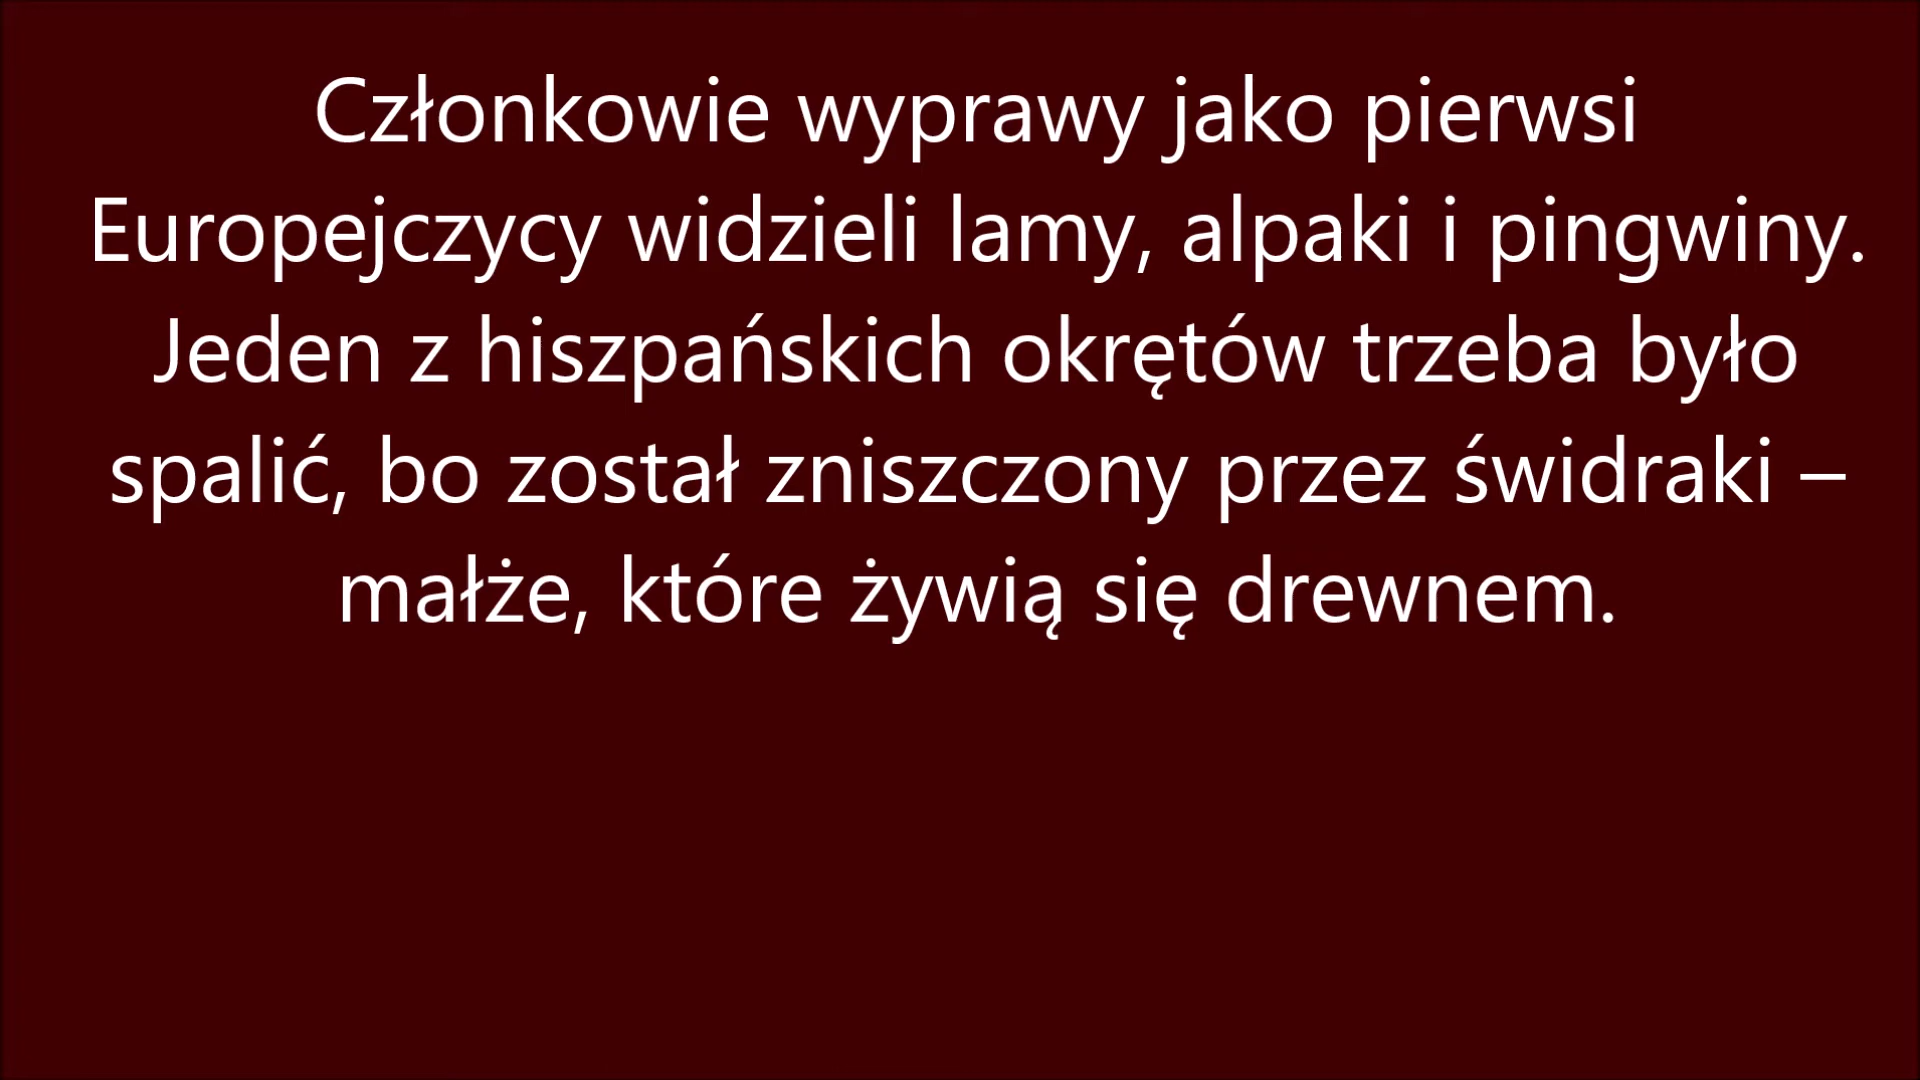 Członkowie wyprawy jako pierwsi
Europejczycy widzieli lamy, alpaki i pingwiny.
Jeden z hiszpańskich okrętów trzeba było
spalić, bo został zniszczony przez świdraki –
małże, które żywią się drewnem.